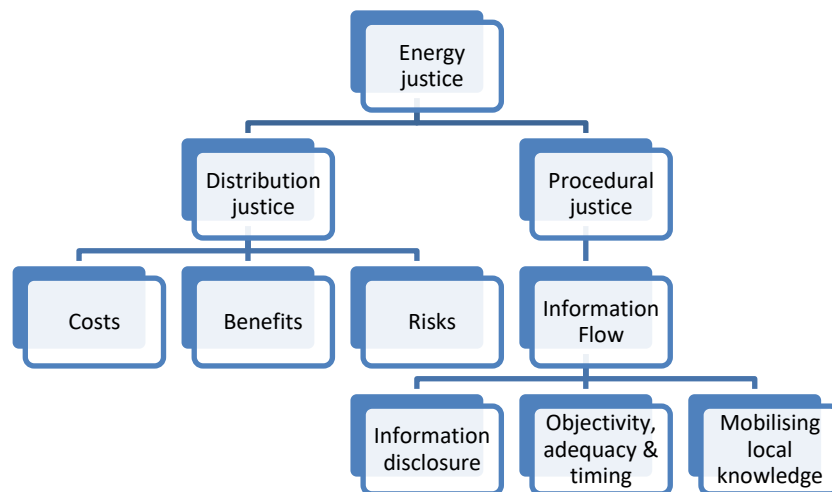 Energy
justice
Distribution
justice
Procedural
justice
Costs
Benefits
Risks
Information
Flow
Information
disclosure
Objectivity,
adequacy &
timing
Mobilising
local
knowledge